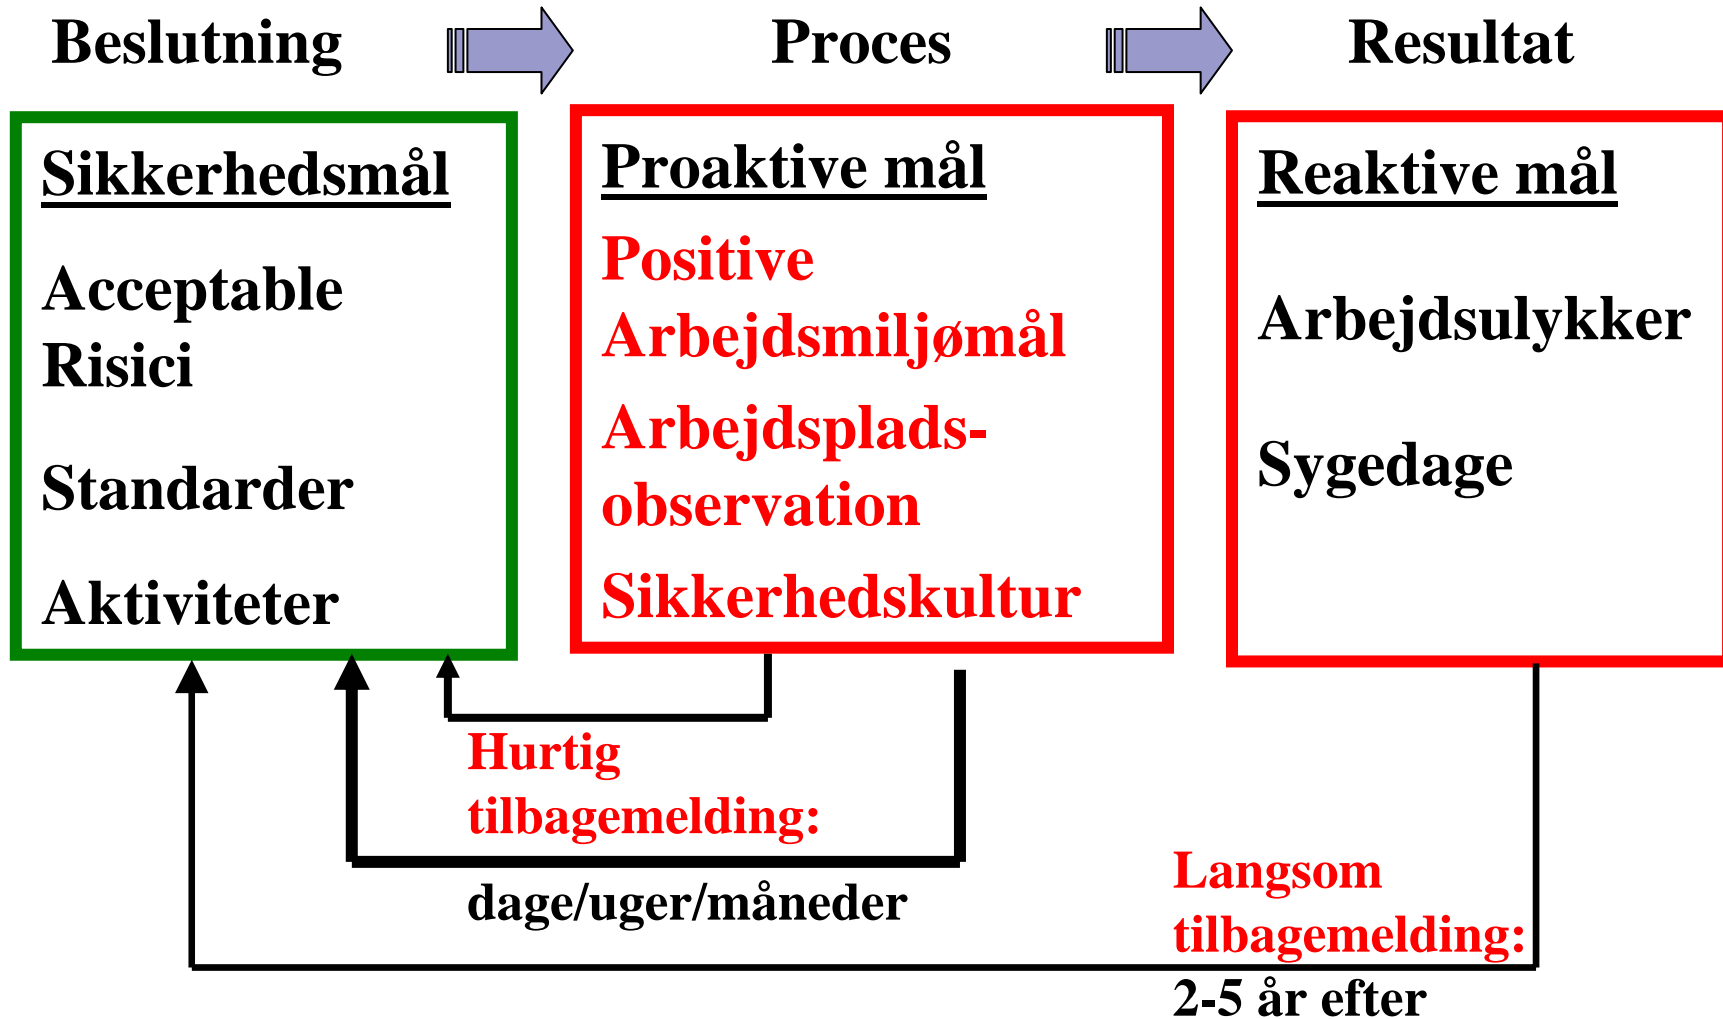 Beslutning
Proces
Resultat
Sikkerhedsmål
Acceptable
Risici
Standarder
Aktiviteter
Proaktive mål
Positive
Arbejdsmiljømål
Arbejdsplads-
observation
Sikkerhedskultur
Reaktive mål
Arbejdsulykker
Sygedage
Hurtig
tilbagemelding:
dage/uger/måneder
Langsom
tilbagemelding:
2-5 år efter